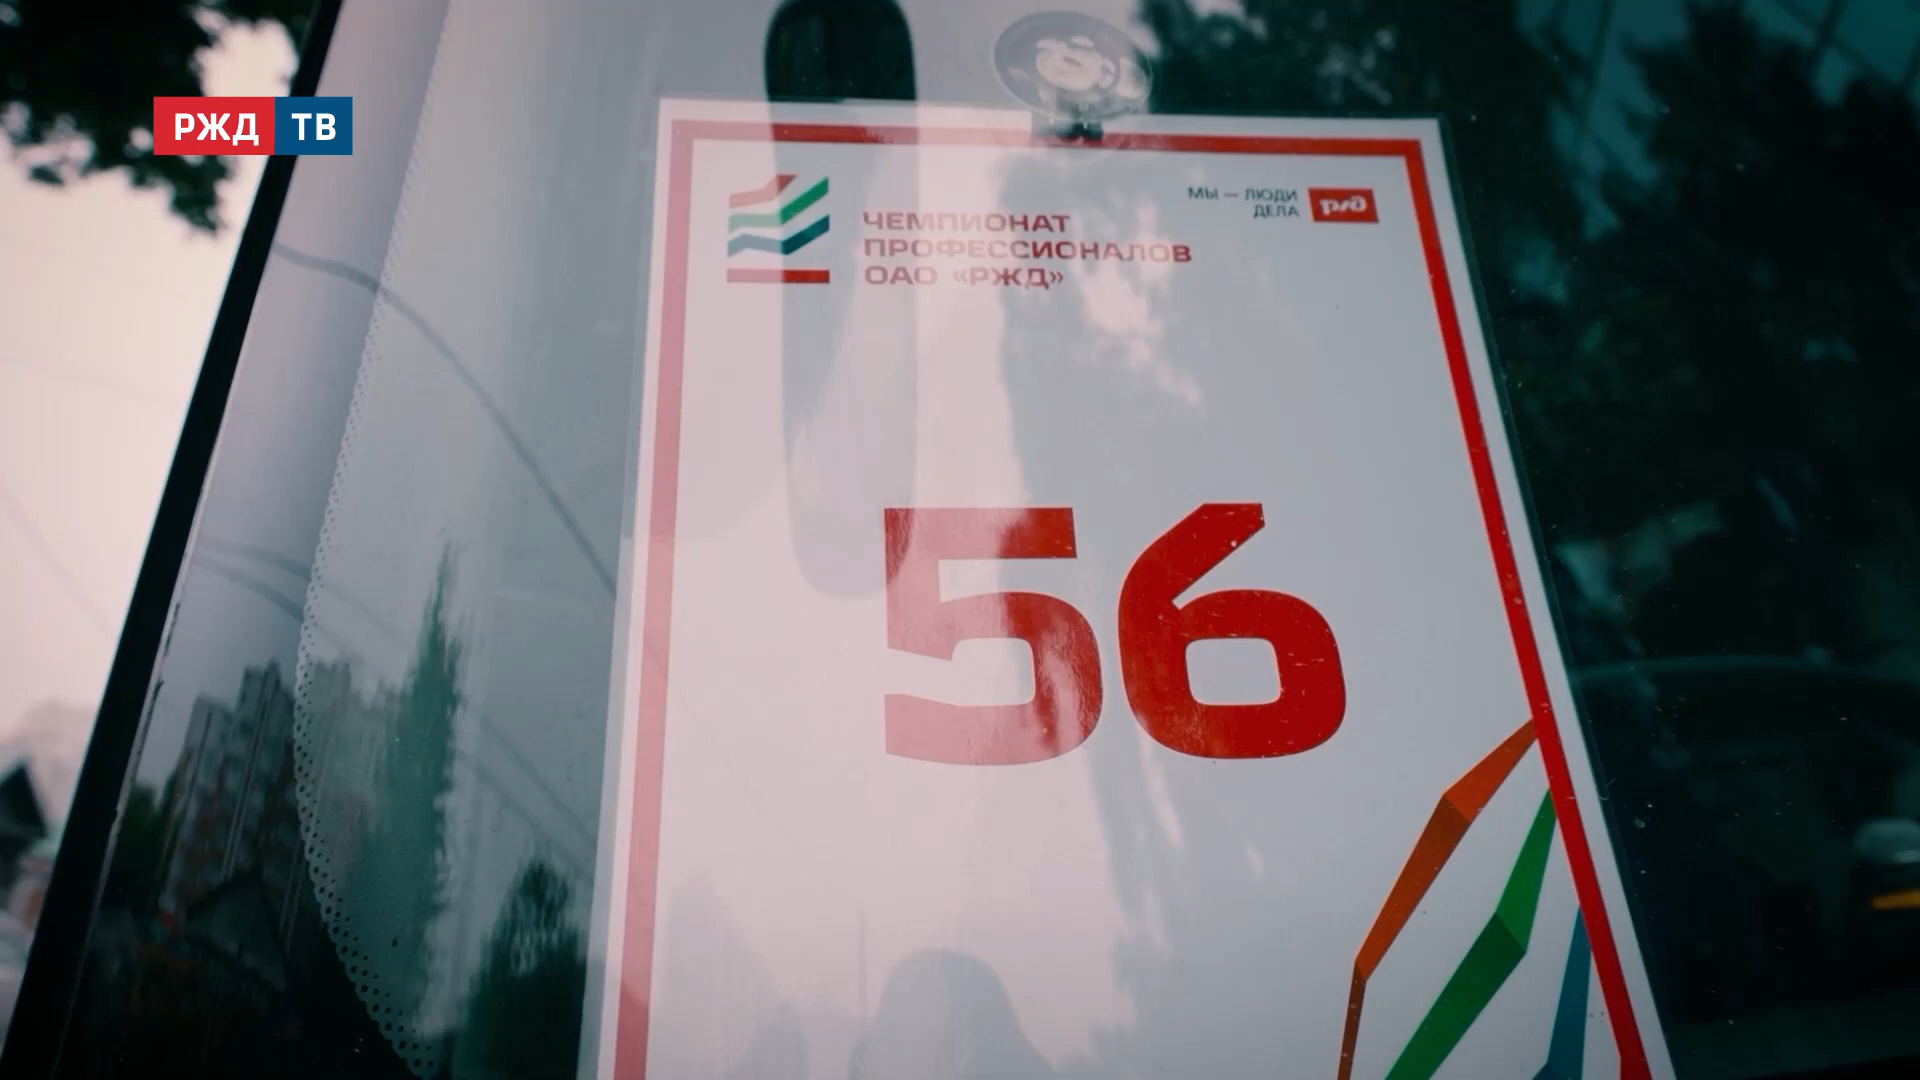 РЖД ТВ
МЫ — ЛЮДИ
ДЕЛА
РЖД
ЧЕМПИОНАТ
ПРОФЕССИОНАЛОВ
ОАО «РЖД»
56